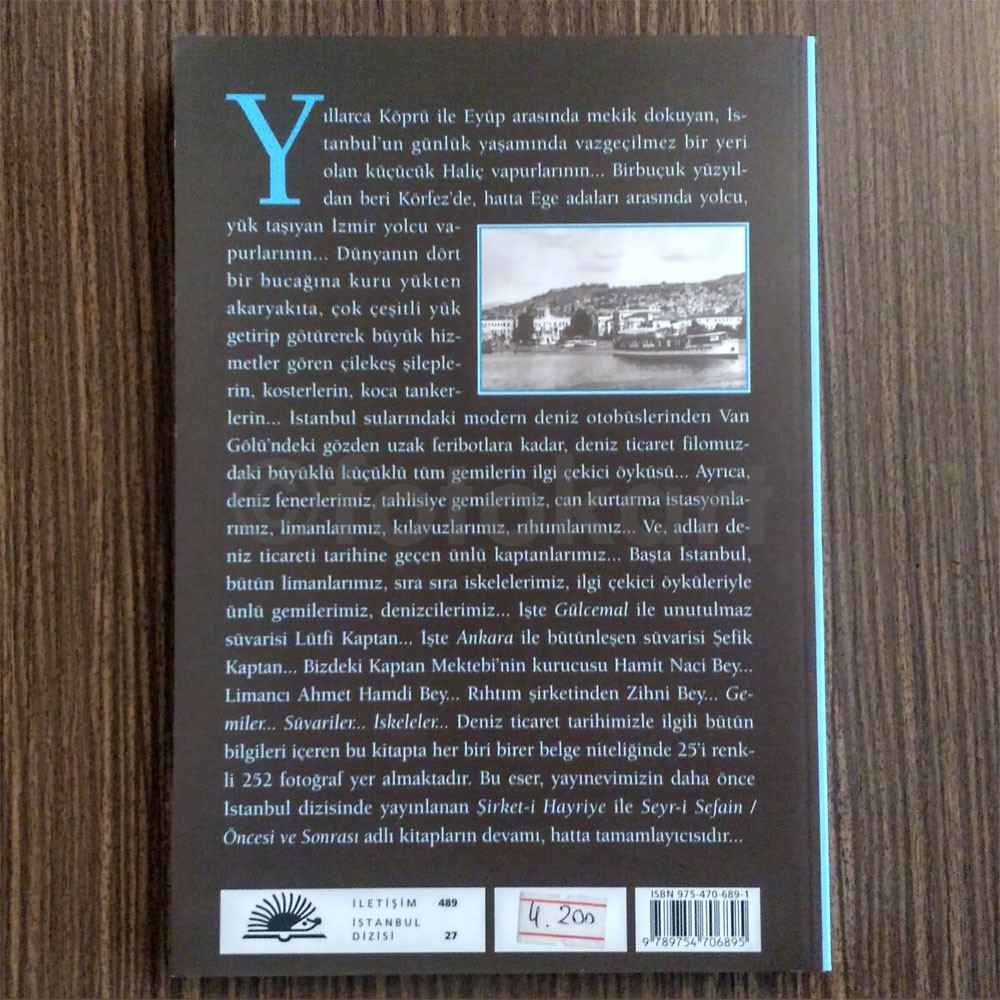 Yıllarca Köprü ile Eyüp arasında mekik dokuyan, İs-
tanbul'un günlük yaşamında vazgeçilmez bir yeri
olan küçücük Haliç vapurlarının... Birbuçuk yüzyıl-
dan beri Körfez'de, hatta Ege adaları arasında yolcu,
yük taşıyan İzmir yolcu va-
purlarının... Dünyanın dört
bir bucağına kuru yükten
akaryakıta, çok çeşitli yük
getirip götürerek büyük hiz-
metler gören çilekeş şileple-
rin, kosterlerin, koca tanker-
lerin... İstanbul sularındaki modern deniz otobüslerinden Van
Gölü'ndeki gözden uzak feribotlara kadar, deniz ticaret filomuz-
daki büyüklü küçüklü tüm gemilerin ilgi çekici öyküsü... Ayrıca,
deniz fenerlerimiz, tahlisiye gemilerimiz, can kurtarma istasyonla-
rımız, limanlarımız, kılavuzlarımız, rıhtımlarımız... Ve, adları de-
niz ticareti tarihine geçen ünlü kaptanlarımız... Başta İstanbul,
bütün limanlarımız, sıra sıra iskelelerimiz, ilgi çekici öyküleriyle
ünlü gemilerimiz, denizcilerimiz... İşte Gülcemal ile unutulmaz
süvarisi Lütfi Kaptan... İşte Ankara ile bütünleşen süvarisi Şefik
Kaptan... Bizdeki Kaptan Mektebi'nin kurucusu Hamit Naci Bey...
Limancı Ahmet Hamdi Bey... Rıhtım şirketinden Zihni Bey... Ge-
miler... Süvariler... İskeleler... Deniz ticaret tarihimizle ilgili bütün
bilgileri içeren bu kitapta her biri birer belge niteliğinde 25'i renk-
li 252 fotoğraf yer almaktadır. Bu eser, yayınevimizin daha önce
İstanbul dizisinde yayınlanan Şirket-i Hayriye ile Seyr-i Sefain /
Öncesi ve Sonrası adlı kitapların devamı, hatta tamamlayıcısıdır...
İLETİŞİM 489
İSTANBUL
DİZİSİ 27
4.200
ISBN 975-470-689-1
9 789754 706895